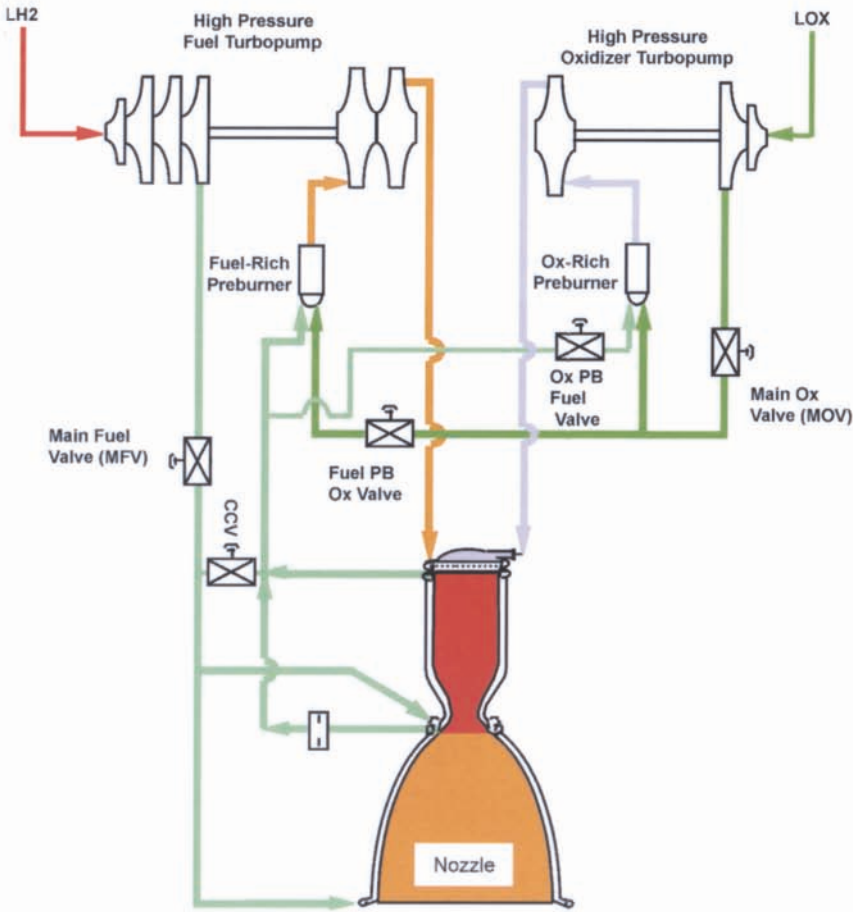 LH2
High Pressure
Fuel Turbopump
High Pressure
Oxidizer Turbopump
LOX
Fuel-Rich
Preburner
Ox-Rich
Preburner
Ox PB
Fuel
Valve
Main Ox
Valve (MOV)
Main Fuel
Valve (MFV)
Fuel PB
Ox Valve
CCV
Nozzle